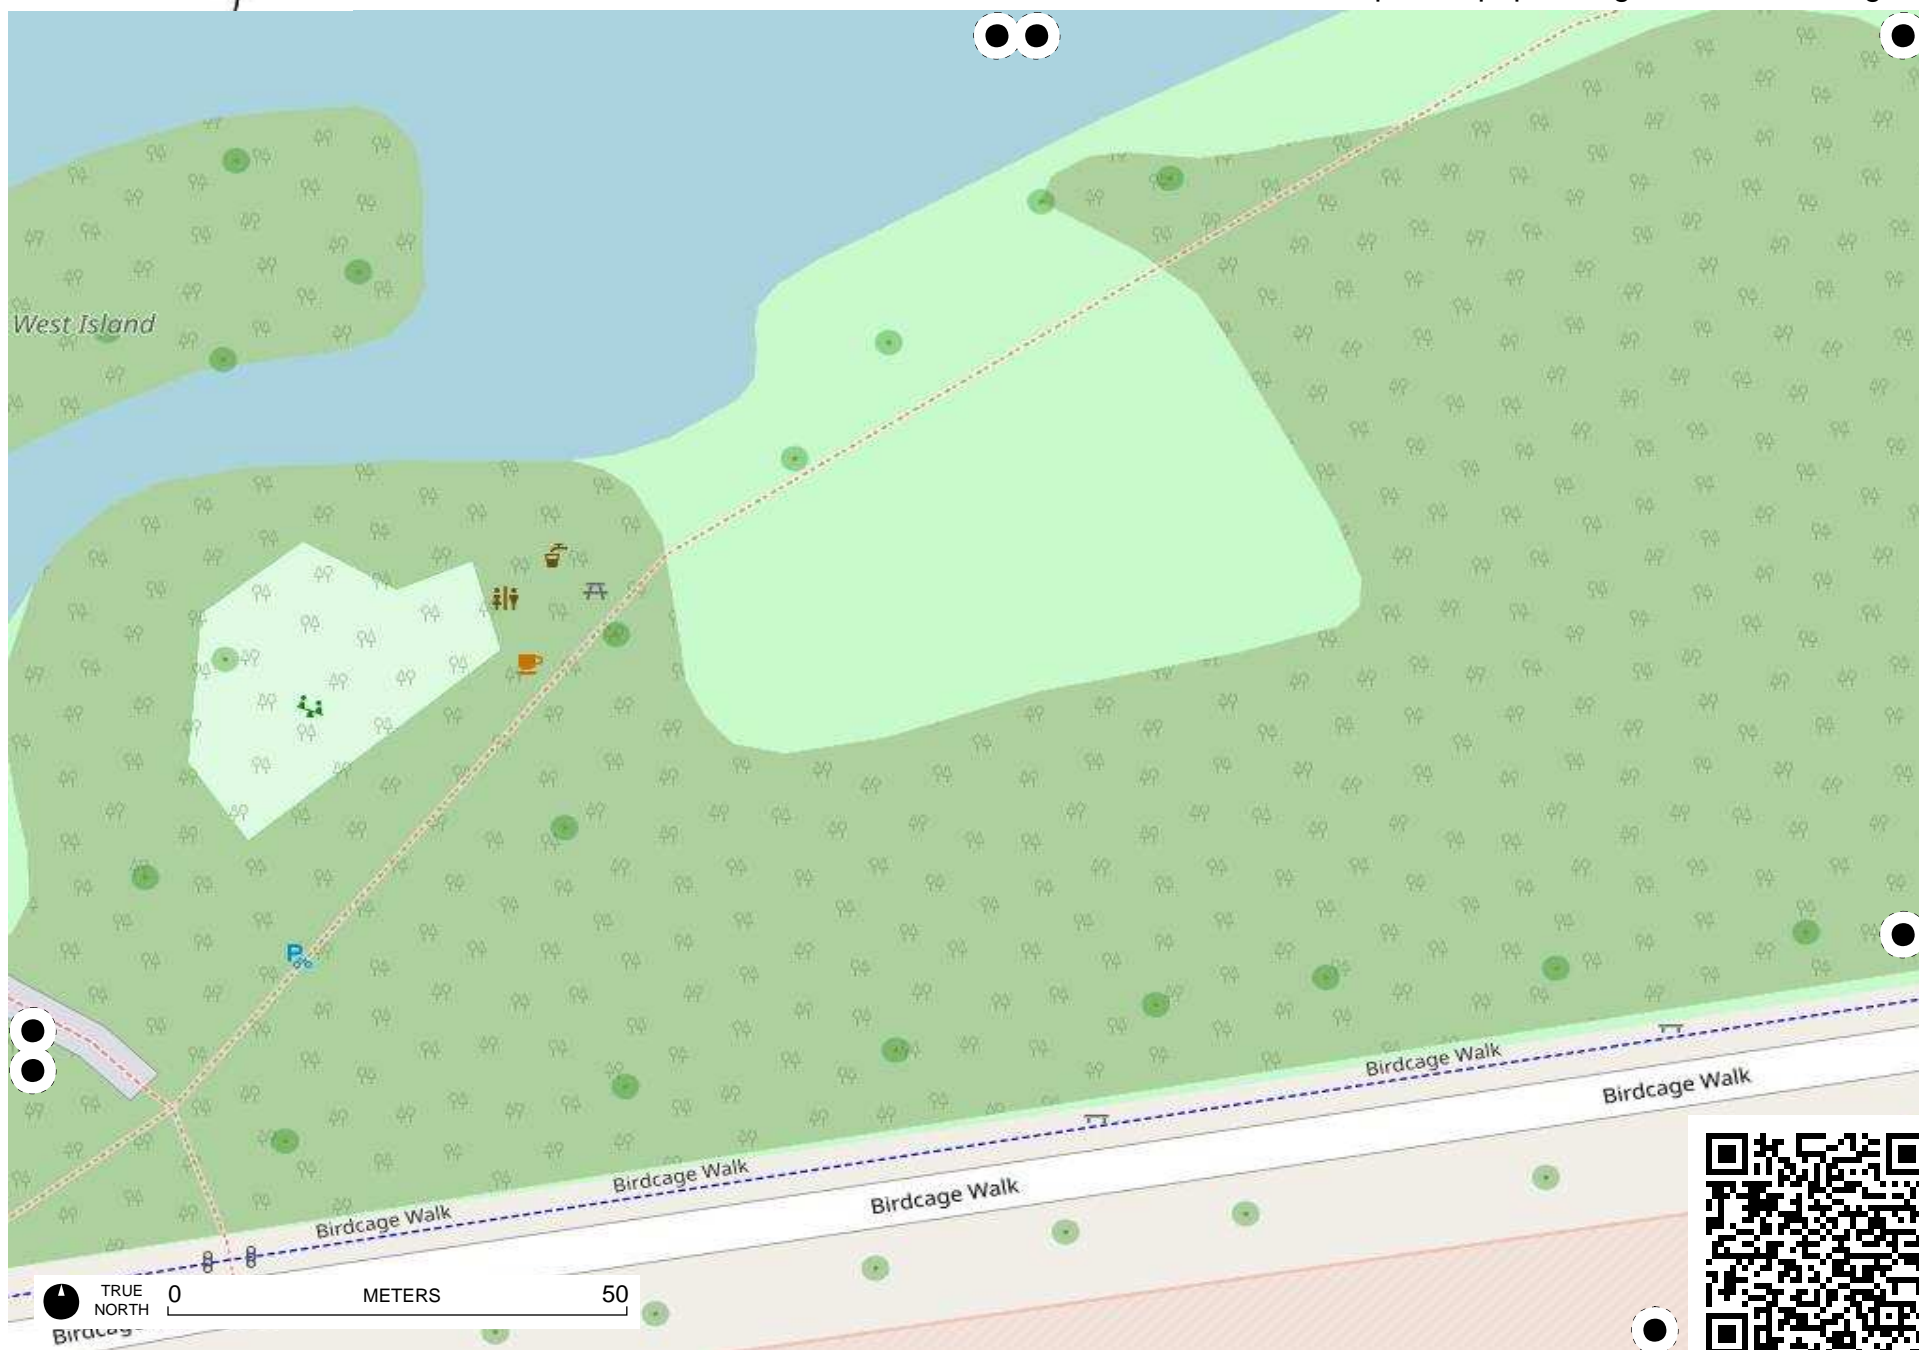 West Island
P
Birdcage Walk
Birdcage Walk
Birdcage Walk
Birdcage Walk
Birdcage Walk
TRUE
NORTH
0
METERS
50